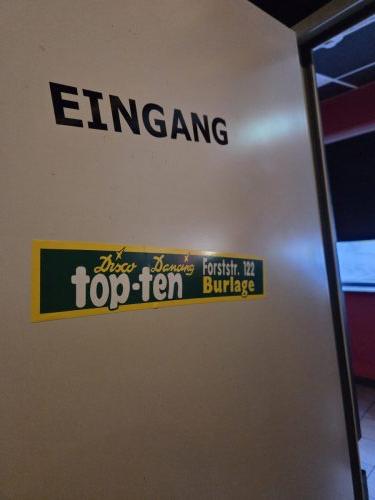 EINGANG
Disco Dancing
top-ten
Forststr. 122
Burlage